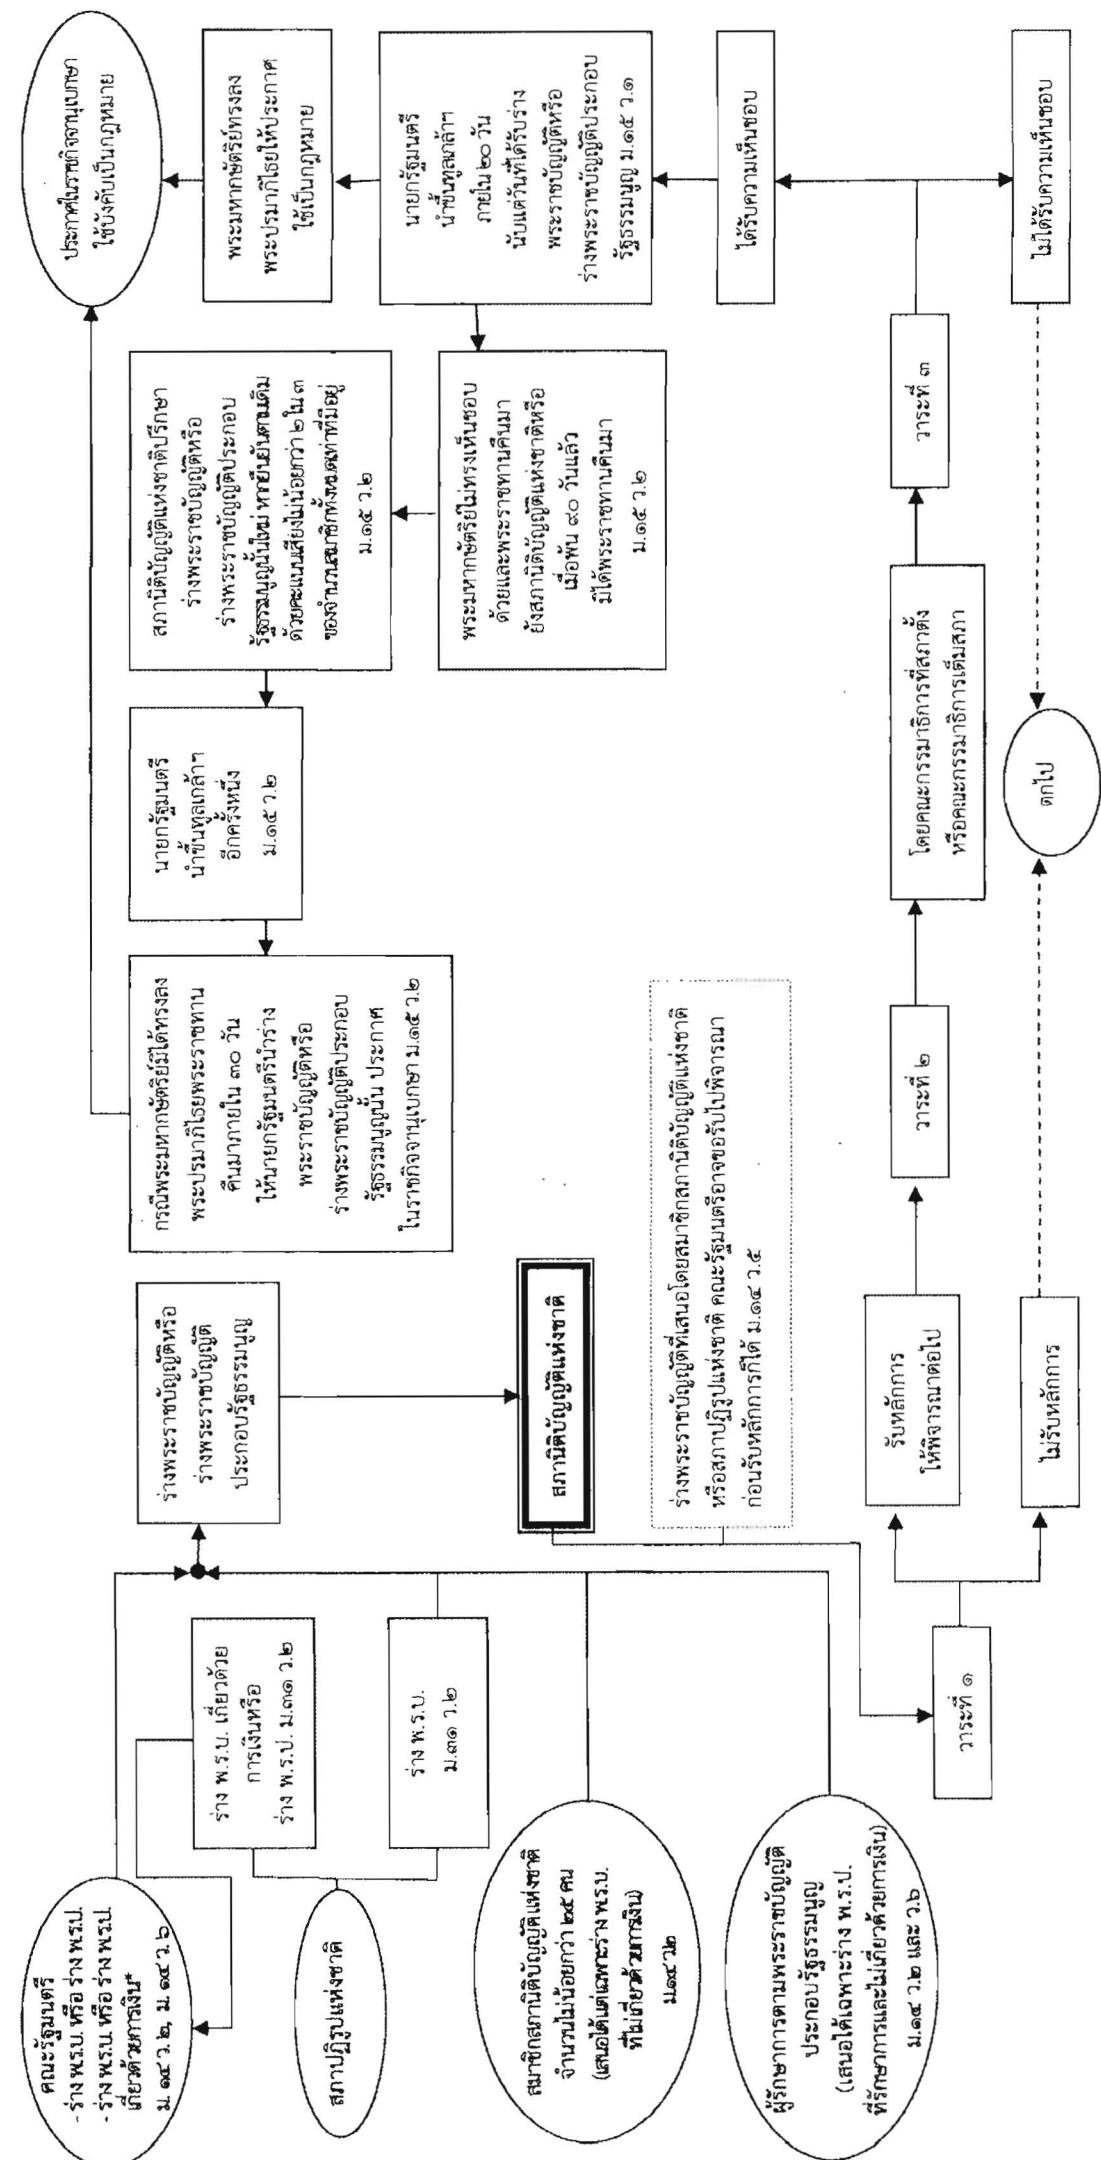 คณะรัฐมนตรี
- ร่าง พ.ร.บ. หรือ ร่าง พ.ร.ป.
- ร่าง พ.ร.บ. หรือ ร่าง พ.ร.ป.
เกี่ยวด้วยการเงิน*
ม. ๑๔ ว.๒, ม. ๑๔ ว. ๖
สภาปฏิรูปแห่งชาติ
สมาชิกสภานิติบัญญัติแห่งชาติ
จำนวนไม่น้อยกว่า ๒๕ คน
(เสนอได้แต่เฉพาะร่าง พ.ร.บ.
ที่ไม่เกี่ยวด้วยการเงิน)
ม.๑๔ ว.๒
ผู้รักษาการตามพระราชบัญญัติ
ประกอบรัฐธรรมนูญ
(เสนอได้เฉพาะร่าง พ.ร.ป.
ที่รักษาการและไม่เกี่ยวด้วยการเงิน)
ม.๑๔ ว.๒ และ ว.๖
ร่าง พ.ร.บ. เกี่ยวด้วย
การเงินหรือ
ร่าง พ.ร.ป. ม.๓๑ ว.๒
ร่าง พ.ร.บ.
ม.๓๑ ว.๒
ร่างพระราชบัญญัติหรือ
ร่างพระราชบัญญัติ
ประกอบรัฐธรรมนูญ
สภานิติบัญญัติแห่งชาติ
ร่างพระราชบัญญัติที่เสนอโดยสมาชิกสภานิติบัญญัติแห่งชาติ
หรือสภาปฏิรูปแห่งชาติ คณะรัฐมนตรีอาจขอรับไปพิจารณา
ก่อนรับหลักการก็ได้ ม.๑๔ ว.๕
วาระที่ ๑
รับหลักการ
ให้พิจารณาต่อไป
ไม่รับหลักการ
วาระที่ ๒
โดยคณะกรรมาธิการที่สภาตั้ง
หรือคณะกรรมาธิการเต็มสภา
วาระที่ ๓
ตกไป
ได้รับความเห็นชอบ
ไม่ได้รับความเห็นชอบ
นายกรัฐมนตรี
นำขึ้นทูลเกล้าฯ
ภายใน ๒๐ วัน
นับแต่วันที่ได้รับร่าง
พระราชบัญญัติหรือ
ร่างพระราชบัญญัติประกอบ
รัฐธรรมนูญ ม.๑๕ ว.๑
พระมหากษัตริย์ทรงลง
พระปรมาภิไธยให้ประกาศ
ใช้เป็นกฎหมาย
ประกาศในราชกิจจานุเบกษา
ใช้บังคับเป็นกฎหมาย
พระมหากษัตริย์ไม่ทรงเห็นชอบ
ด้วยและพระราชทานคืนมา
ยังสภานิติบัญญัติแห่งชาติหรือ
เมื่อพ้น ๙๐ วันแล้ว
มิได้พระราชทานคืนมา
ม.๑๕ ว.๒
สภานิติบัญญัติแห่งชาติปรึกษา
ร่างพระราชบัญญัติหรือ
ร่างพระราชบัญญัติประกอบ
รัฐธรรมนูญนั้นใหม่ หากยืนยันตามเดิม
ด้วยคะแนนเสียงไม่น้อยกว่า ๒ ใน ๓
ของจำนวนสมาชิกทั้งหมดเท่าที่มีอยู่
ม.๑๕ ว.๒
นายกรัฐมนตรี
นำขึ้นทูลเกล้าฯ
อีกครั้งหนึ่ง
ม.๑๕ ว.๒
กรณีพระมหากษัตริย์มิได้ทรงลง
พระปรมาภิไธยพระราชทาน
คืนมาภายใน ๓๐ วัน
ให้นายกรัฐมนตรีนำร่าง
พระราชบัญญัติหรือ
ร่างพระราชบัญญัติประกอบ
รัฐธรรมนูญนั้น ประกาศ
ในราชกิจจานุเบกษา ม.๑๕ ว.๒